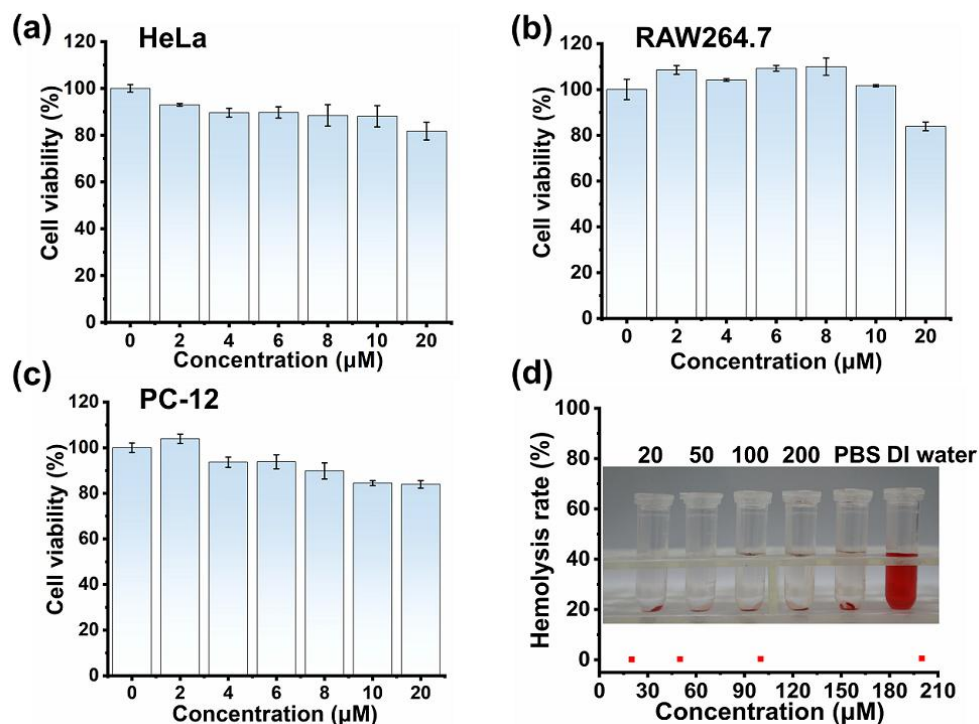 (a)
HeLa
Cell viability (%)
120
100
80
60
40
20
0
0 2 4 6 8 10 20
Concentration (μM)
(b)
RAW264.7
Cell viability (%)
120
100
80
60
40
20
0
0 2 4 6 8 10 20
Concentration (μM)
(c)
PC-12
Cell viability (%)
120
100
80
60
40
20
0
0 2 4 6 8 10 20
Concentration (μM)
(d)
Hemolysis rate (%)
100
80
60
40
20
0
20 50 100 200 PBS DI water
0 30 60 90 120 150 180 210
Concentration (μM)